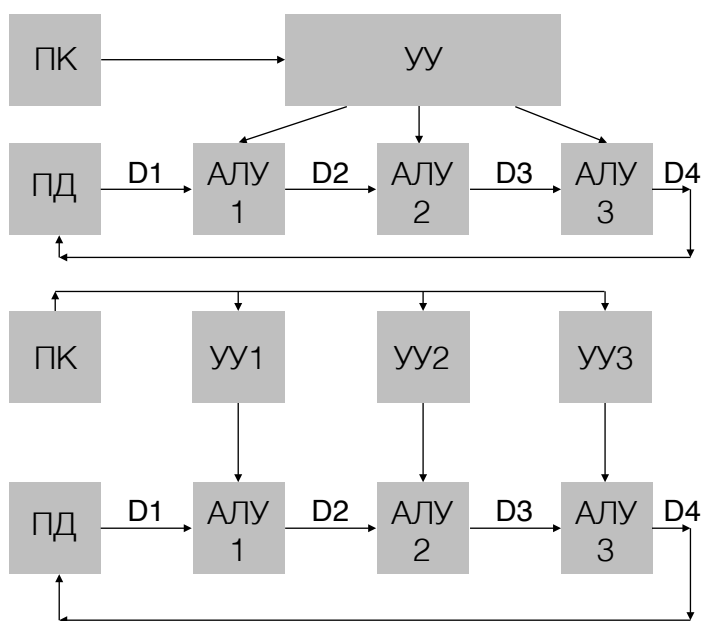 ПК УУ
ПД D1 АЛУ 1 D2 АЛУ 2 D3 АЛУ 3 D4
ПК УУ1 УУ2 УУ3
ПД D1 АЛУ 1 D2 АЛУ 2 D3 АЛУ 3 D4